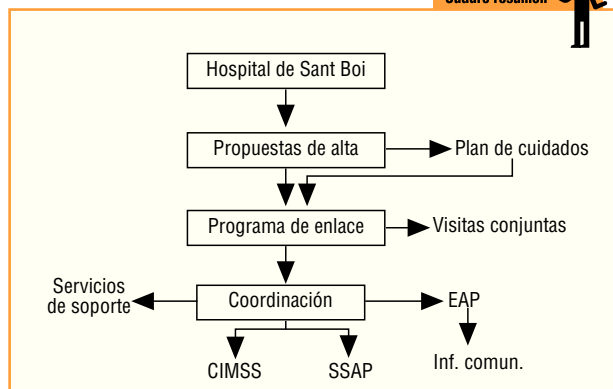 Cuadro resumen
Hospital de Sant Boi
Propuestas de alta
Plan de cuidados
Programa de enlace
Visitas conjuntas
Servicios
de soporte
Coordinación
EAP
CIMSS
SSAP
Inf. comun.